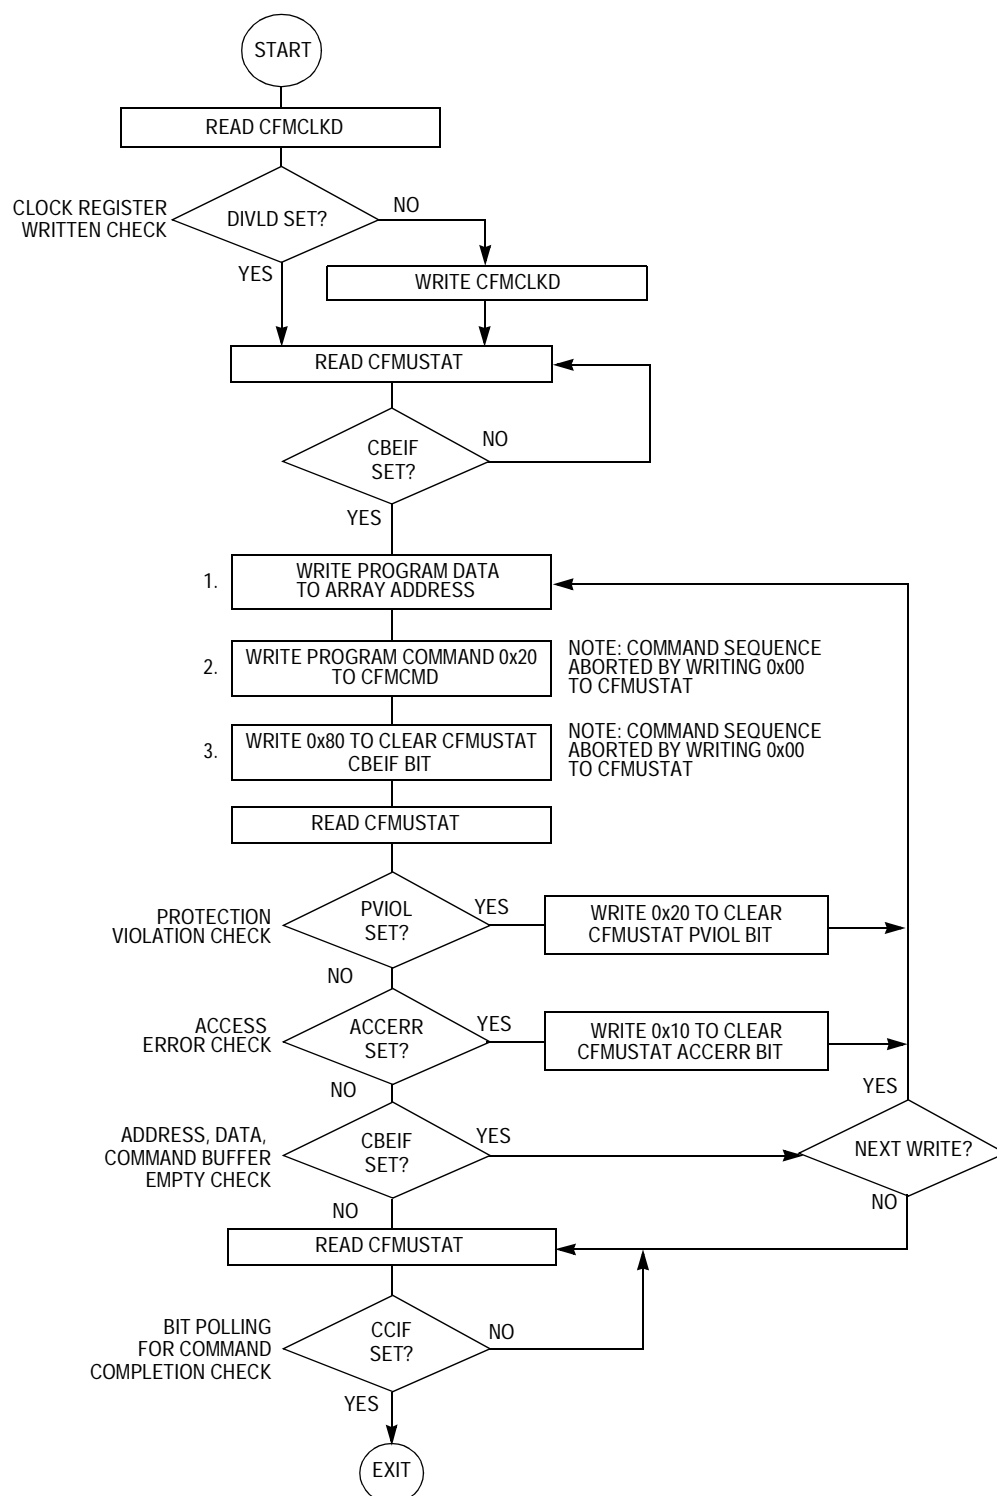 START
READ CFMCLKD
CLOCK REGISTER
WRITTEN CHECK
DIVLD SET?
NO
YES
WRITE CFMCLKD
READ CFMUSTAT
CBEIF
SET?
NO
YES
1.
WRITE PROGRAM DATA
TO ARRAY ADDRESS
2.
WRITE PROGRAM COMMAND 0x20
TO CFMCMD
NOTE: COMMAND SEQUENCE
ABORTED BY WRITING 0x00
TO CFMUSTAT
3.
WRITE 0x80 TO CLEAR CFMUSTAT
CBEIF BIT
NOTE: COMMAND SEQUENCE
ABORTED BY WRITING 0x00
TO CFMUSTAT
READ CFMUSTAT
PROTECTION
VIOLATION CHECK
PVIOL
SET?
YES
WRITE 0x20 TO CLEAR
CFMUSTAT PVIOL BIT
NO
ACCESS
ERROR CHECK
ACCERR
SET?
YES
WRITE 0x10 TO CLEAR
CFMUSTAT ACCERR BIT
NO
YES
ADDRESS, DATA,
COMMAND BUFFER
EMPTY CHECK
CBEIF
SET?
YES
NEXT WRITE?
NO
NO
READ CFMUSTAT
BIT POLLING
FOR COMMAND
COMPLETION CHECK
CCIF
SET?
NO
YES
EXIT